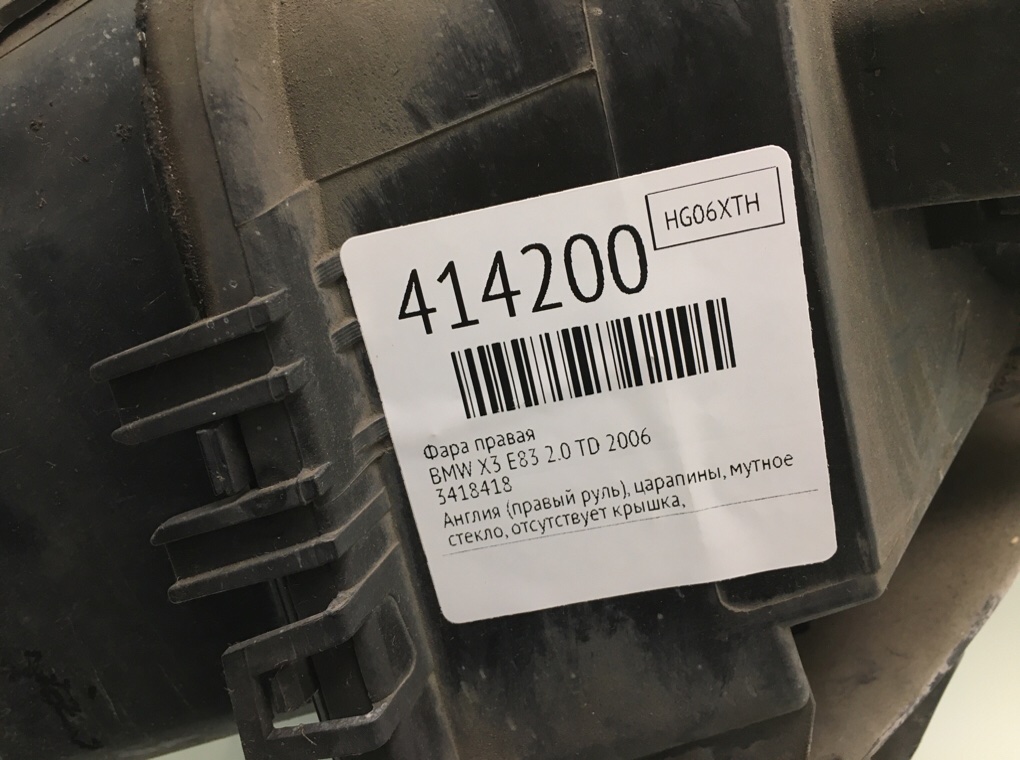 HG06XTH
414200
Фара правая
BMW X3 E83 2.0 TD 2006
3418418
Англия (правый руль), царапины, мутное
стекло, отсутствует крышка,